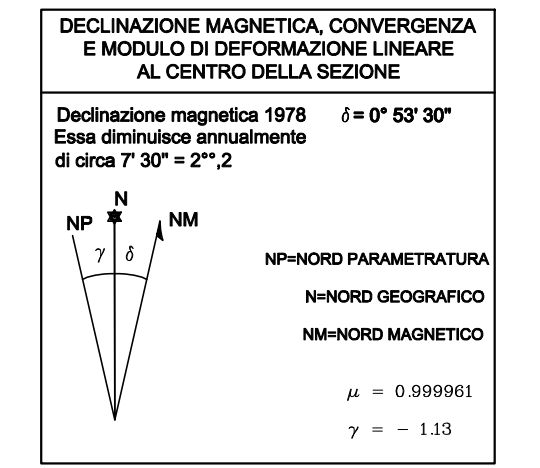 DECLINAZIONE MAGNETICA, CONVERGENZA
E MODULO DI DEFORMAZIONE LINEARE
AL CENTRO DELLA SEZIONE
Declinazione magnetica 1978 δ = 0° 53' 30"
Essa diminuisce annualmente
di circa 7' 30" = 2°°,2
N
NP NM
γ δ
NP=NORD PARAMETRATURA
N=NORD GEOGRAFICO
NM=NORD MAGNETICO
μ = 0.999961
γ = - 1.13